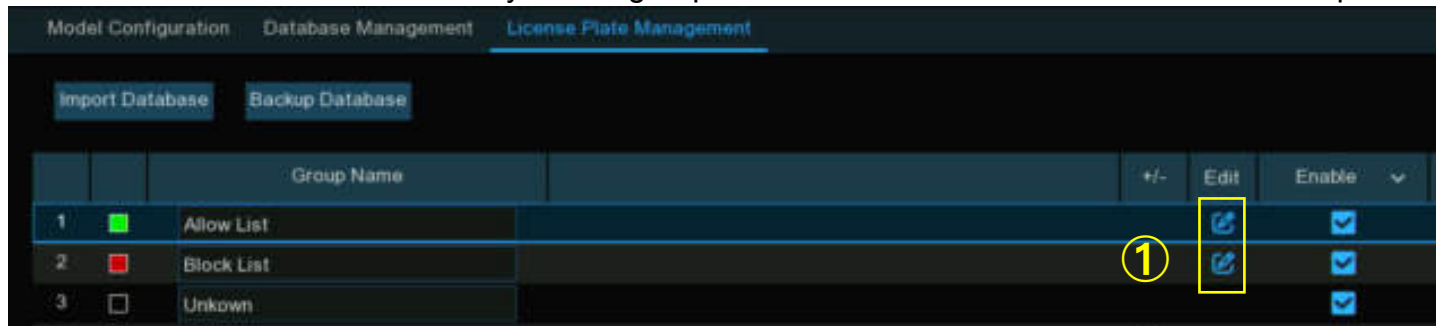 Model Configuration Database Management License Plate Management
Import Database Backup Database
Group Name +/- Edit Enable
1 Allow List
2 Block List
3 Unkown
①